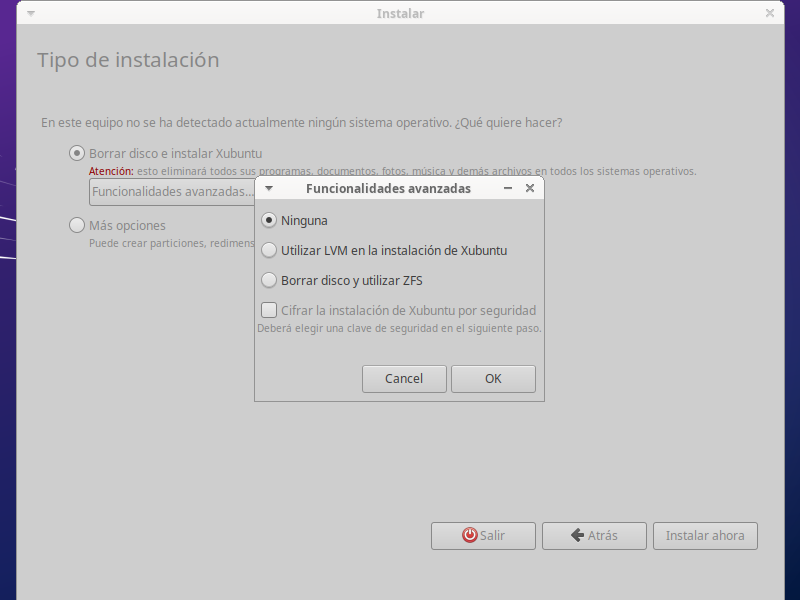 Instalar
Tipo de instalación
En este equipo no se ha detectado actualmente ningún sistema operativo. ¿Qué quiere hacer?
Borrar disco e instalar Xubuntu
Atención: esto eliminará todos sus programas, documentos, fotos, música y demás archivos en todos los sistemas operativos.
Funcionalidades avanzadas...
Más opciones
Puede crear particiones, redimens
Funcionalidades avanzadas
Ninguna
Utilizar LVM en la instalación de Xubuntu
Borrar disco y utilizar ZFS
Cifrar la instalación de Xubuntu por seguridad
Deberá elegir una clave de seguridad en el siguiente paso.
Cancel
OK
Salir
Atrás
Instalar ahora